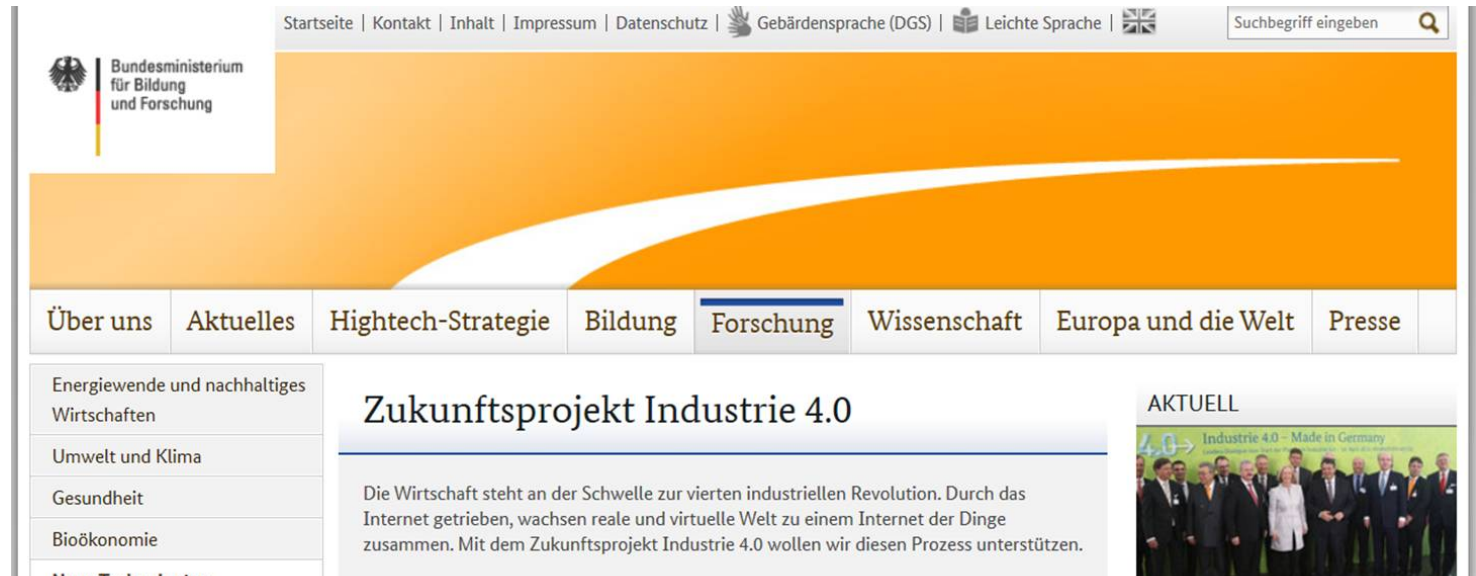 Startseite | Kontakt | Inhalt | Impressum | Datenschutz | Gebärdensprache (DGS) | Leichte Sprache |
Suchbegriff eingeben
Bundesministerium
für Bildung
und Forschung
Über uns
Aktuelles
Hightech-Strategie
Bildung
Forschung
Wissenschaft
Europa und die Welt
Presse
Energiewende und nachhaltiges
Wirtschaften
Umwelt und Klima
Gesundheit
Bioökonomie
Zukunftsprojekt Industrie 4.0
Die Wirtschaft steht an der Schwelle zur vierten industriellen Revolution. Durch das
Internet getrieben, wachsen reale und virtuelle Welt zu einem Internet der Dinge
zusammen. Mit dem Zukunftsprojekt Industrie 4.0 wollen wir diesen Prozess unterstützen.
AKTUELL
4.0 → Industrie 4.0 – Made in Germany